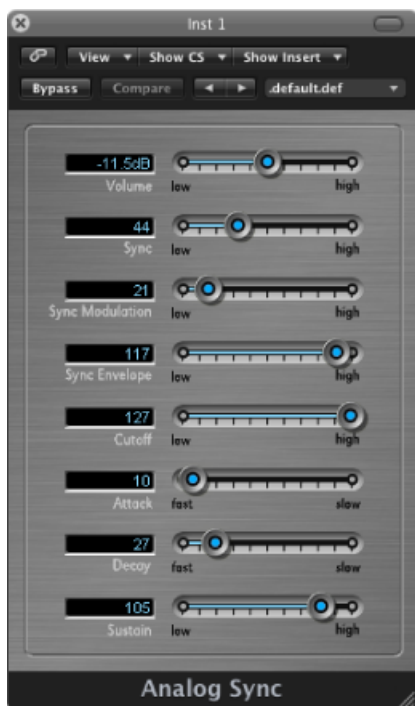 Inst 1
View Show CS Show Insert
Bypass Compare .default.def
-11.5dB
Volume low high
44
Sync low high
21
Sync Modulation low high
117
Sync Envelope low high
127
Cutoff low high
10
Attack fast slow
27
Decay fast slow
105
Sustain low high
Analog Sync